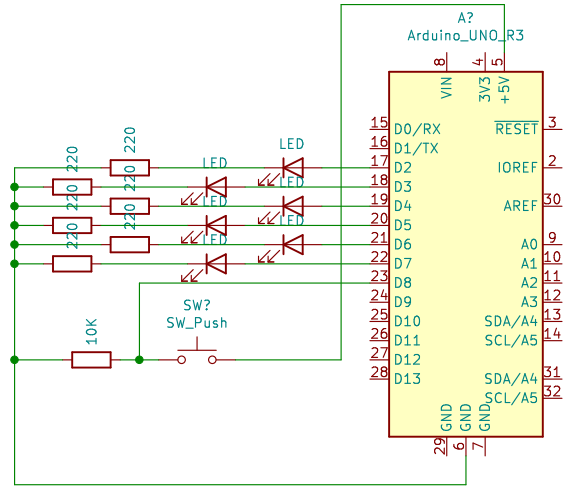 A?
Arduino_UNO_R3
8
4
5
VIN
3V3
+5V
15
D0/RX
RESET
3
16
D1/TX
17
D2
IOREF
2
18
D3
19
D4
AREF
30
20
D5
21
D6
A0
9
22
D7
A1
10
23
D8
A2
11
24
D9
A3
12
25
D10
SDA/A4
13
26
D11
SCL/A5
14
27
D12
28
D13
SDA/A4
31
SCL/A5
32
GND
GND
GND
29
6
7
220
LED
220
LED
220
LED
220
LED
220
LED
220
LED
SW?
SW_Push
10K